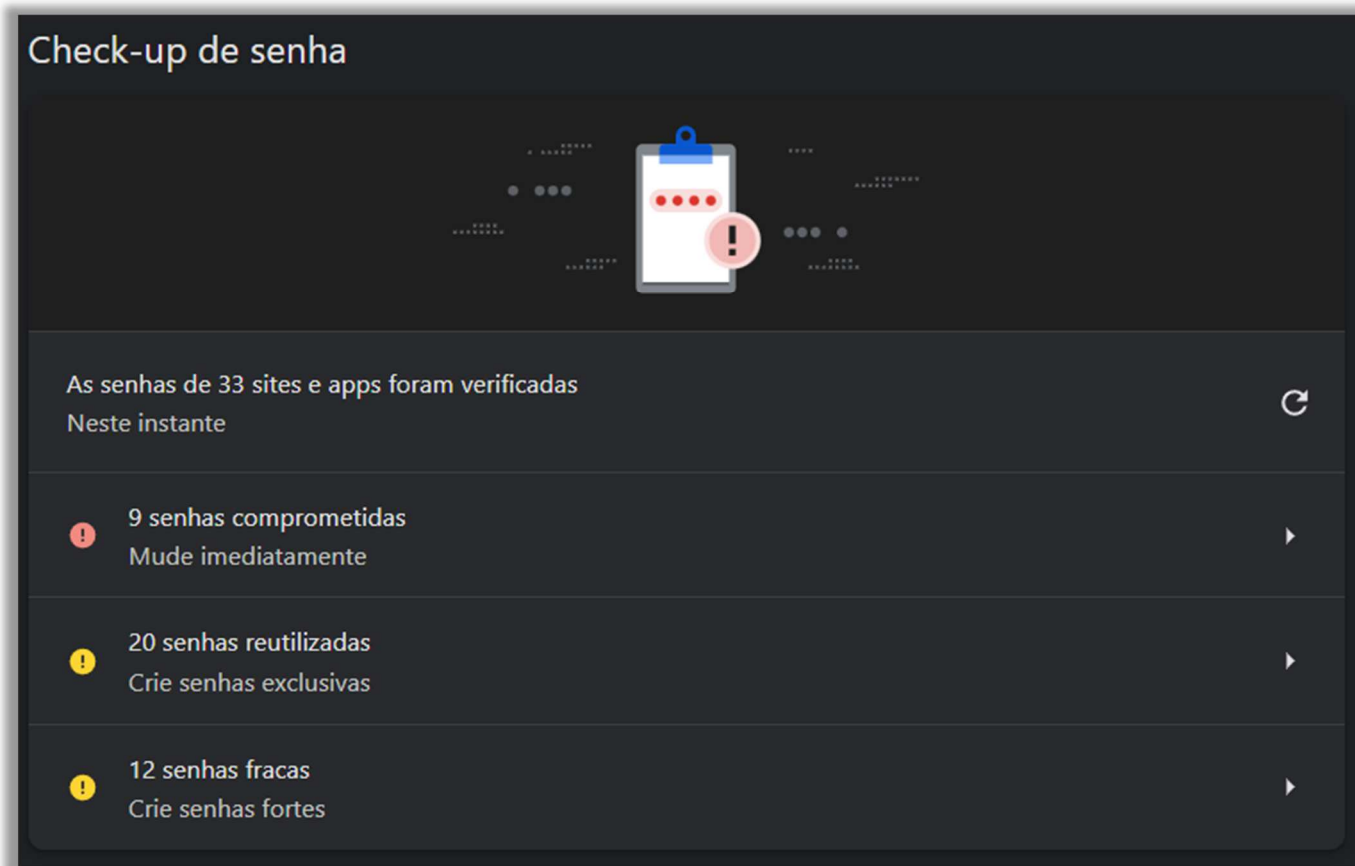 Check-up de senha
As senhas de 33 sites e apps foram verificadas
Neste instante
9 senhas comprometidas
Mude imediatamente
20 senhas reutilizadas
Crie senhas exclusivas
12 senhas fracas
Crie senhas fortes